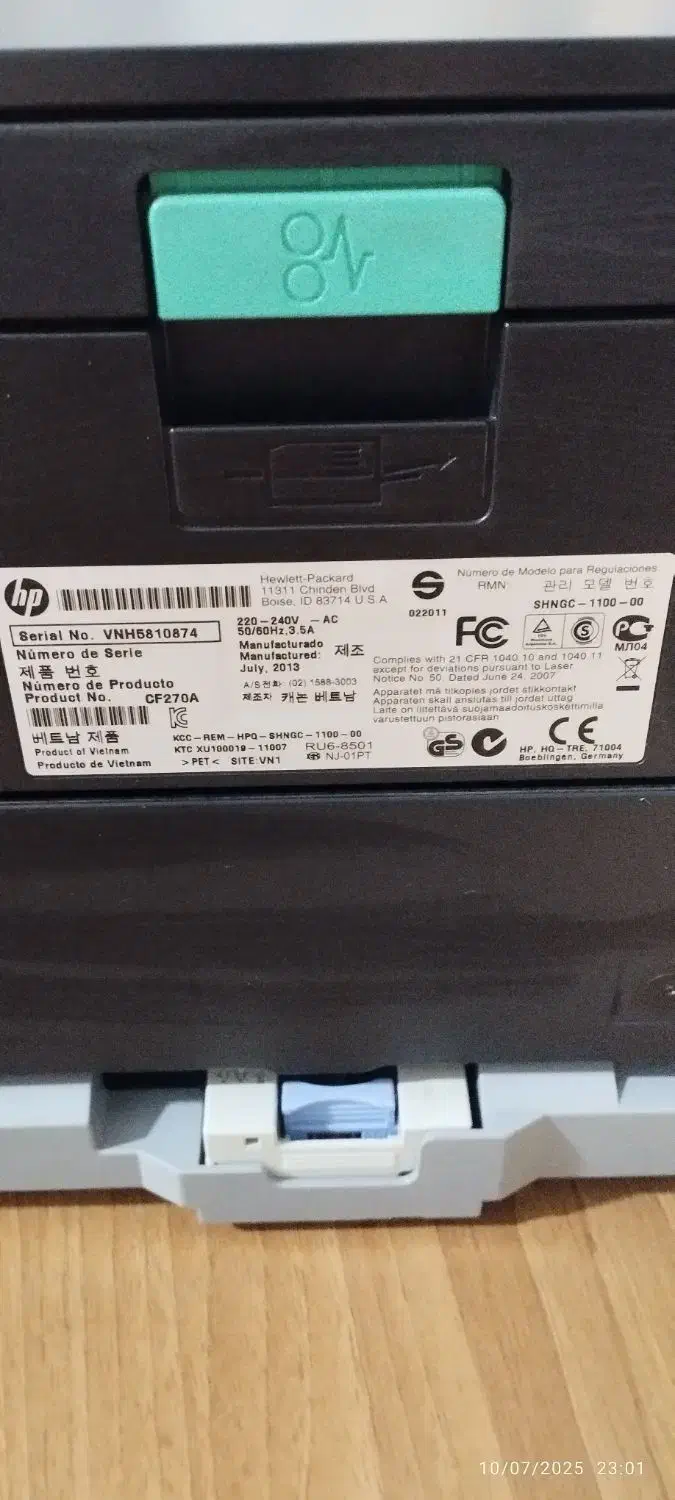 hp
Hewlett-Packard
11311 Chinden Blvd
Boise, ID 83714 U.S.A
Serial No. VNH5810874
Número de Serie
제품 번호
Número de Producto
Product No. CF270A
베트남 제품
Product of Vietnam
Producto de Vietnam
220-240V - AC
50/60Hz, 3.5A
Manufacturado
Manufactured: 제조
July, 2013
A/S 전화: (02) 1588-3003
제조자: 캐논 베트남
KCC-REM-HPQ-SHNGC-1100-00
KTC XU100019-11007 RU6-8501
>PET< SITE:VN1 NJ-01PT
S
022011
Número de Modelo para Regulaciones
RMN: 관리 모델 번호
SHNGC-1100-00
FC
S
PC
МЛ04
Complies with 21 CFR 1040.10 and 1040.11
except for deviations pursuant to Laser
Notice No. 50, Dated June 24, 2007
Apparatet må tilkoples jordet stikkontakt
Apparaten skall anslutas till jordat uttag
Laite on liitettävä suojamaadoituskoskettimilla
varustettuun pistorasiaan
GS
CE
HP, HQ-TRE, 71004
Boeblingen, Germany
10/07/2025 23:01